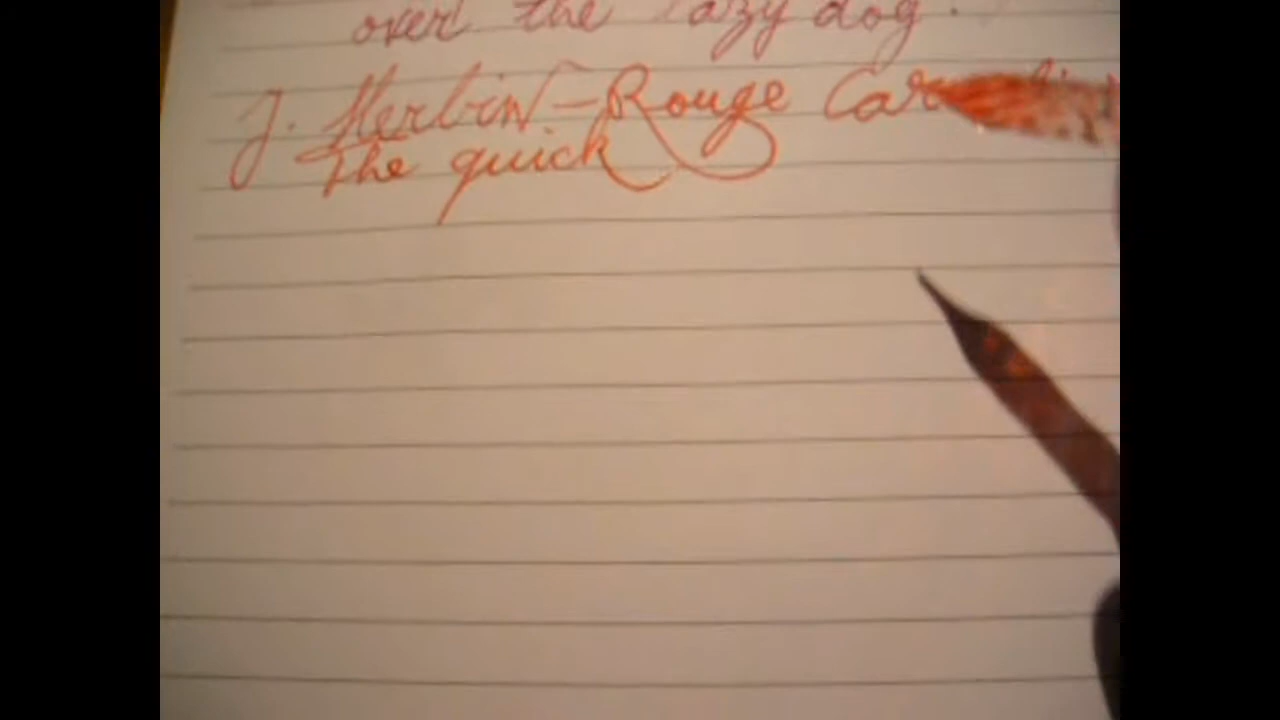 over the lazy dog.
J. Herbin - Rouge
The quick